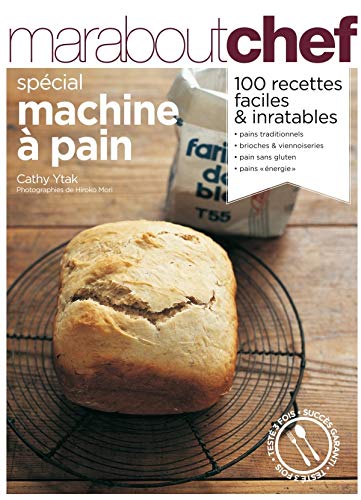 maraboutchef
spécial
machine
à pain
Cathy Ytak
Photographies de Hiroko Mori
100 recettes
faciles
& inratables
• pains traditionnels
• brioches & viennoiseries
• pain sans gluten
• pains «énergie»
fari
de
blé
T55
TESTÉ 3 FOIS • SUCCÈS GARANTI •
TESTÉ 3 FOIS